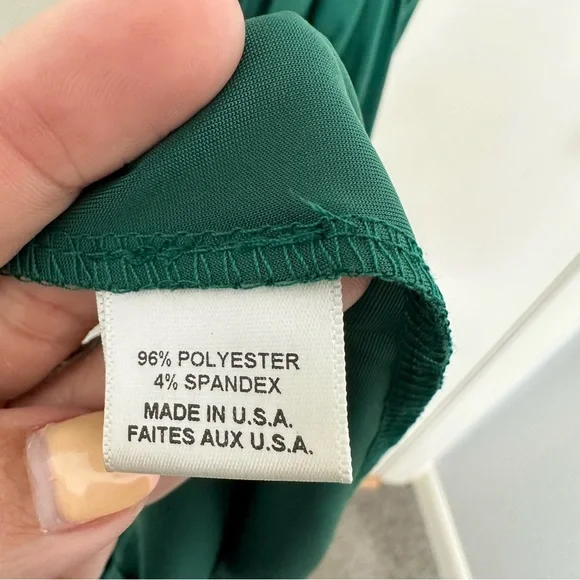 96% POLYESTER
4% SPANDEX
MADE IN U.S.A.
FAITES AUX U.S.A.